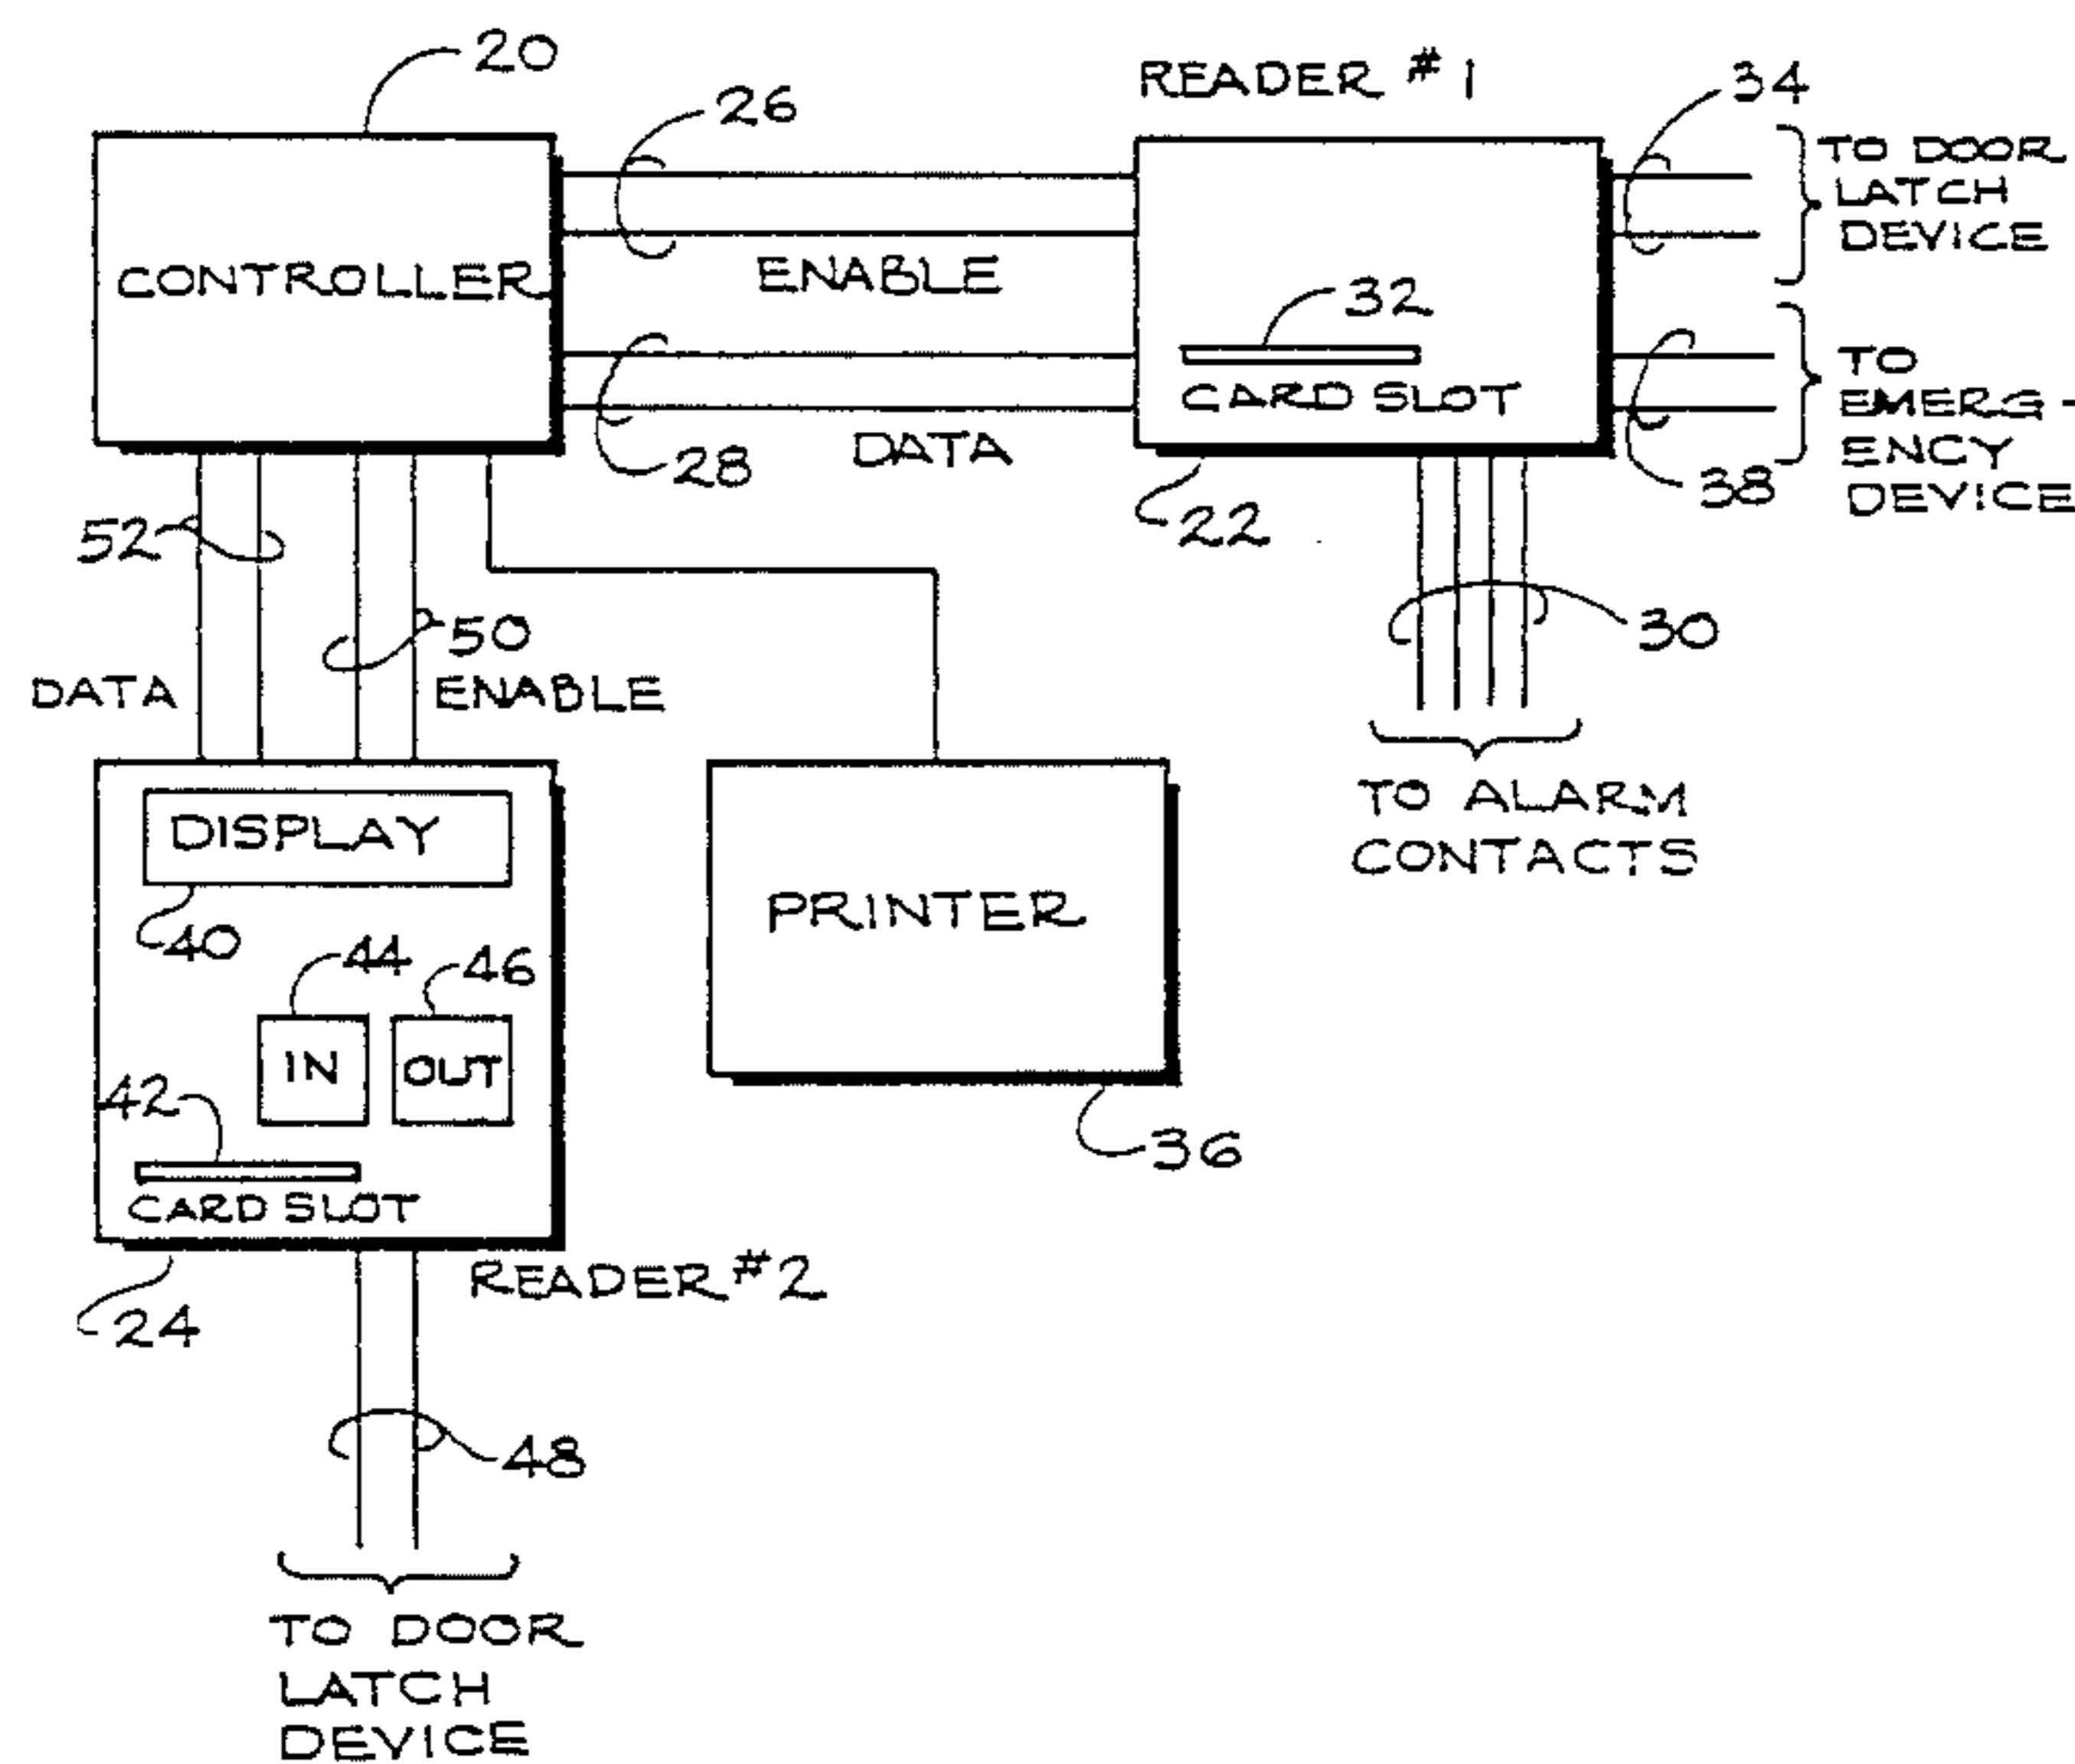 20
READER #1
34
26
TO DOOR
LATCH
DEVICE
CONTROLLER
ENABLE
32
CARD SLOT
TO
EMERG-
ENCY
DEVICE
28
DATA
38
22
52
50
30
DATA
ENABLE
DISPLAY
TO ALARM
CONTACTS
40
PRINTER
44
46
IN
OUT
42
36
CARD SLOT
READER #2
24
48
TO DOOR
LATCH
DEVICE